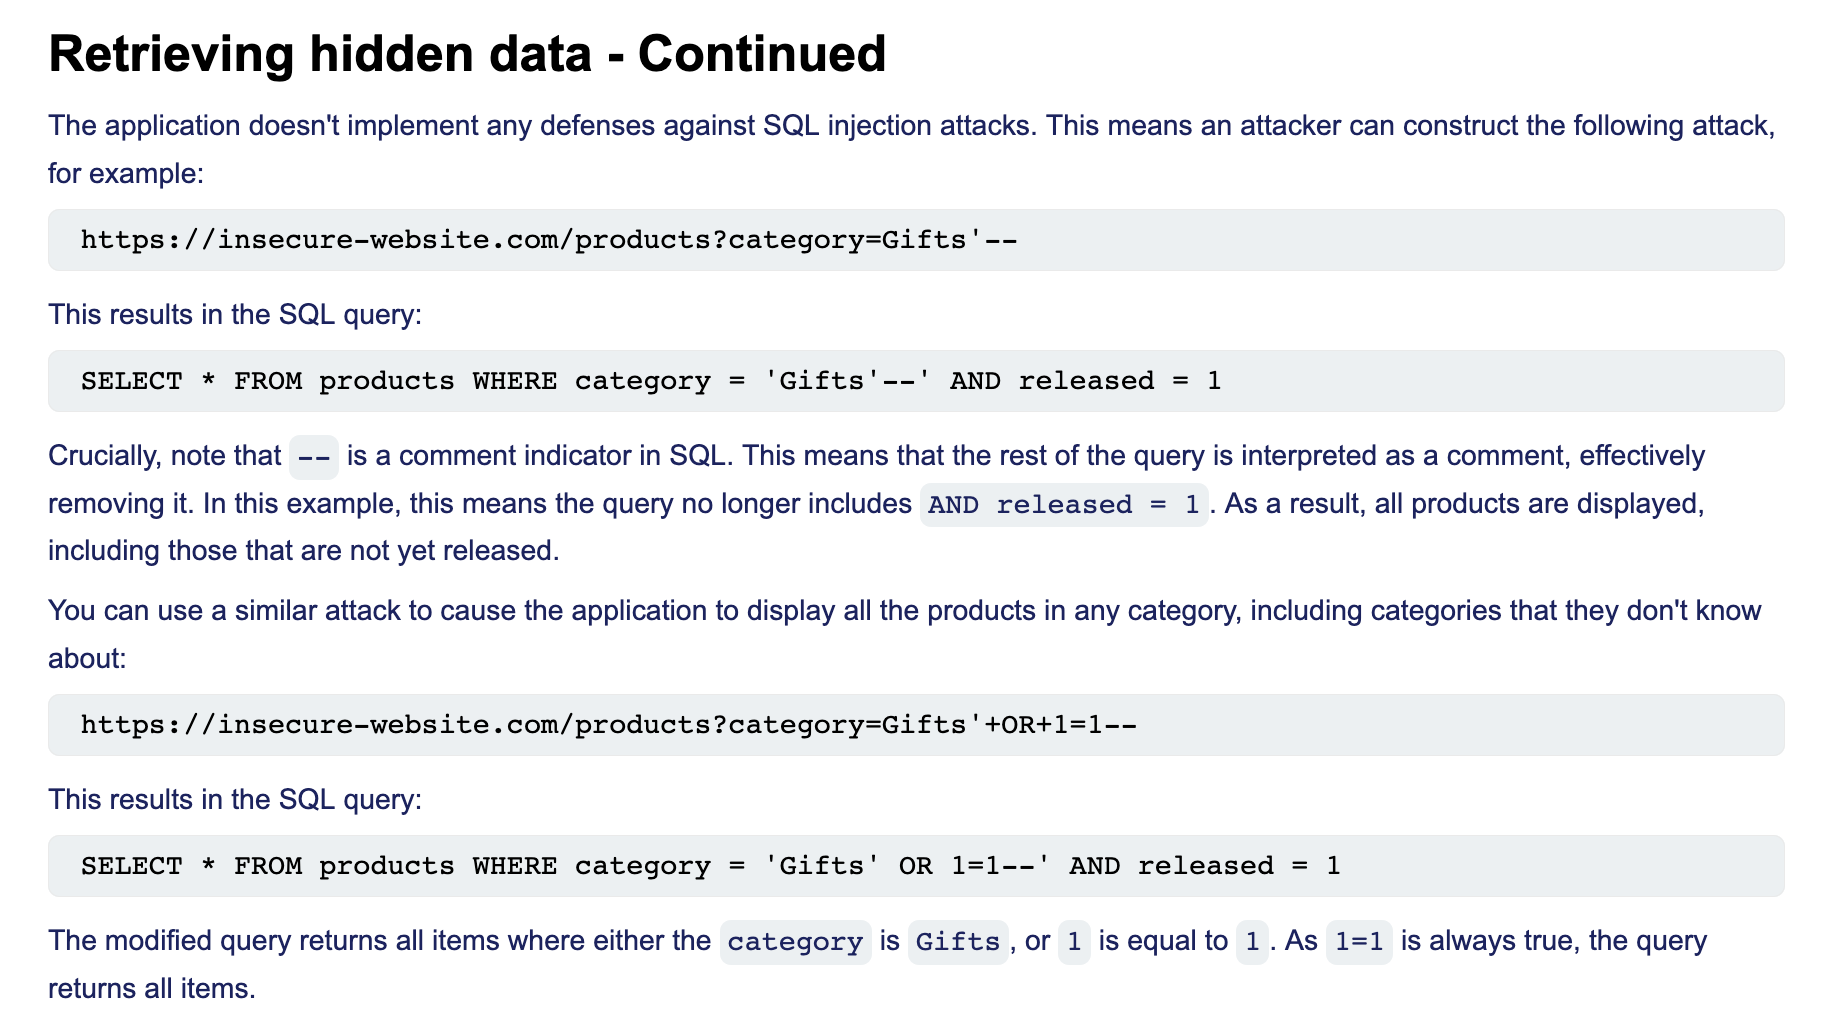 Retrieving hidden data - Continued
The application doesn't implement any defenses against SQL injection attacks. This means an attacker can construct the following attack,
for example:
https://insecure-website.com/products?category=Gifts'--
This results in the SQL query:
SELECT * FROM products WHERE category = 'Gifts'--' AND released = 1
Crucially, note that -- is a comment indicator in SQL. This means that the rest of the query is interpreted as a comment, effectively
removing it. In this example, this means the query no longer includes AND released = 1. As a result, all products are displayed,
including those that are not yet released.
You can use a similar attack to cause the application to display all the products in any category, including categories that they don't know
about:
https://insecure-website.com/products?category=Gifts'+OR+1=1--
This results in the SQL query:
SELECT * FROM products WHERE category = 'Gifts' OR 1=1--' AND released = 1
The modified query returns all items where either the category is Gifts, or 1 is equal to 1. As 1=1 is always true, the query
returns all items.